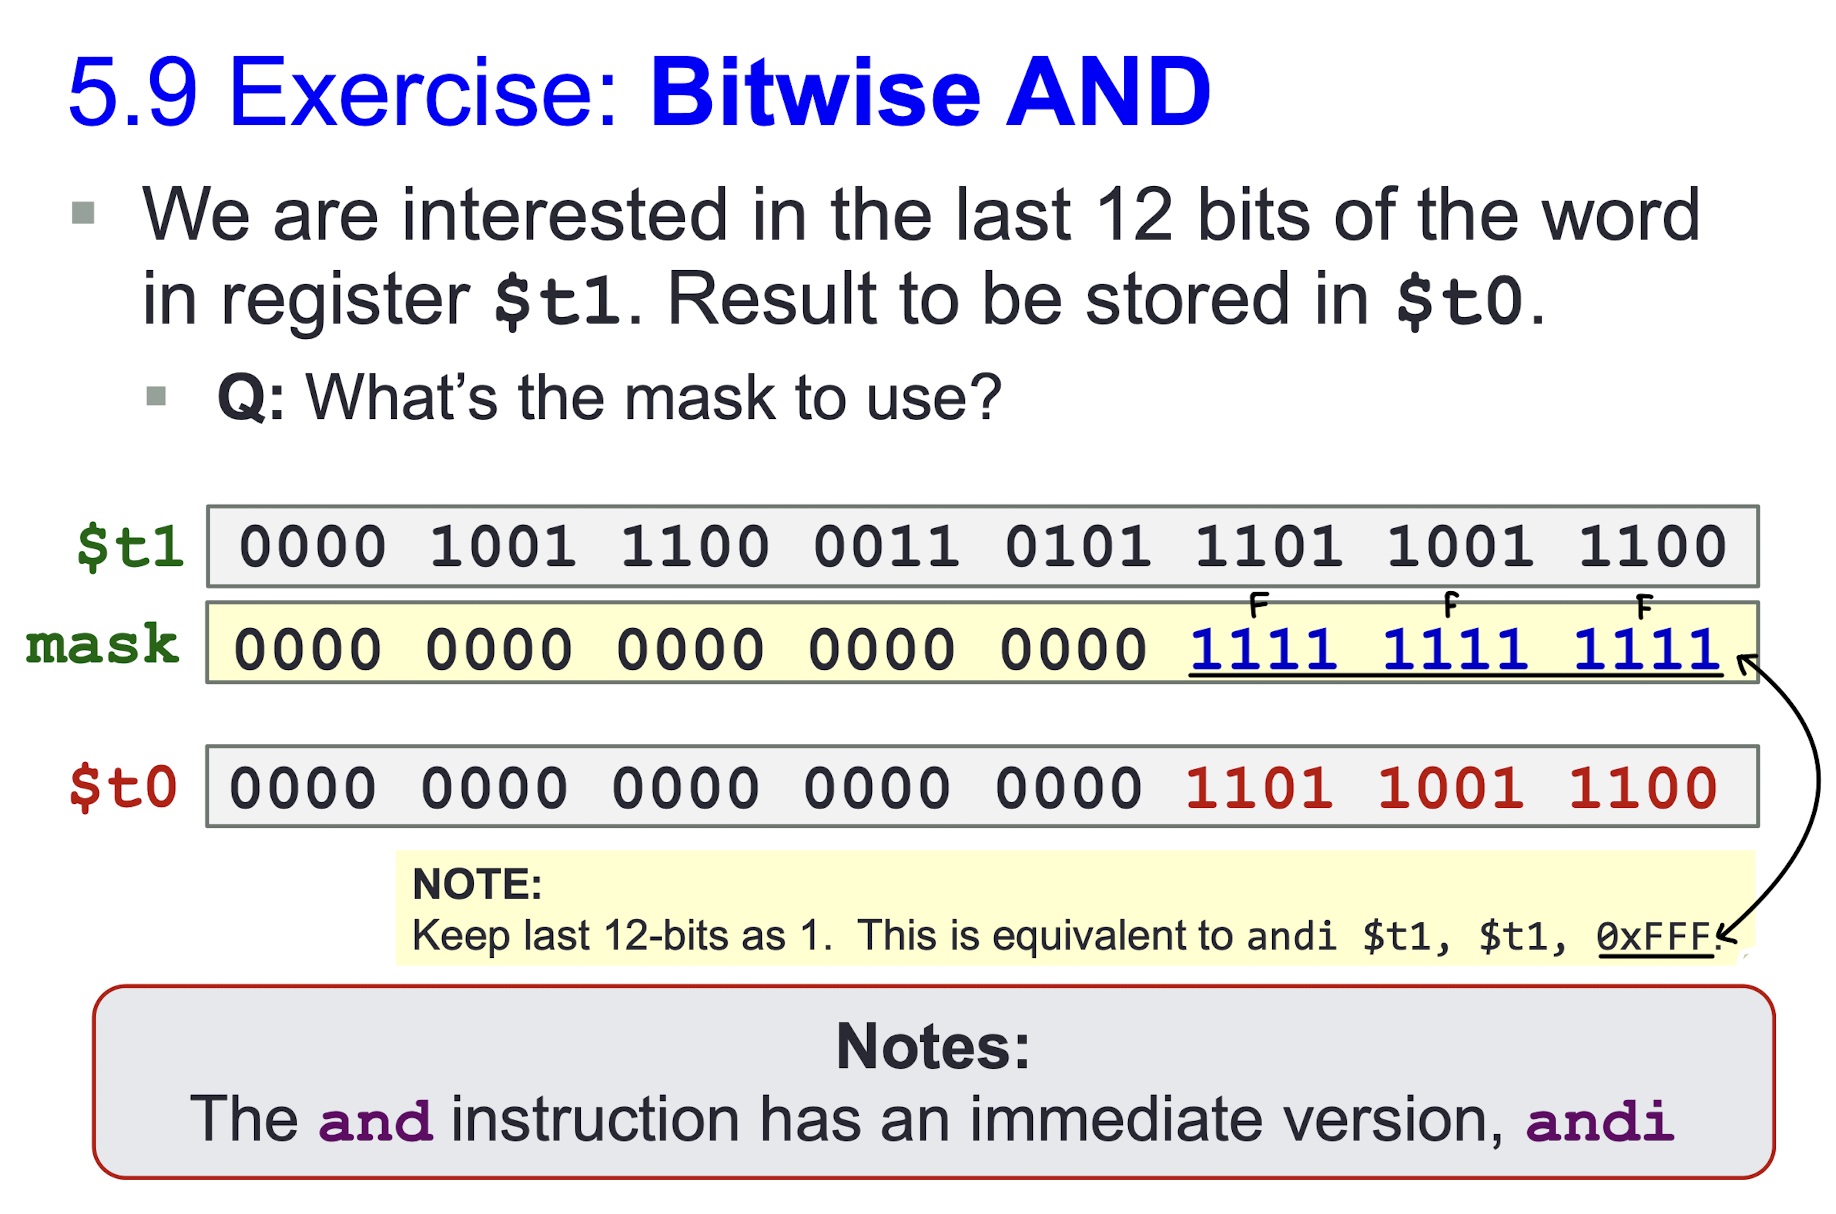 5.9 Exercise: Bitwise AND
We are interested in the last 12 bits of the word
in register $t1. Result to be stored in $t0.
Q: What’s the mask to use?
$t1 0000 1001 1100 0011 0101 1101 1001 1100
F F F
mask 0000 0000 0000 0000 0000 1111 1111 1111
$t0 0000 0000 0000 0000 0000 1101 1001 1100
NOTE:
Keep last 12-bits as 1. This is equivalent to andi $t1, $t1, 0xFFF.
Notes:
The and instruction has an immediate version, andi